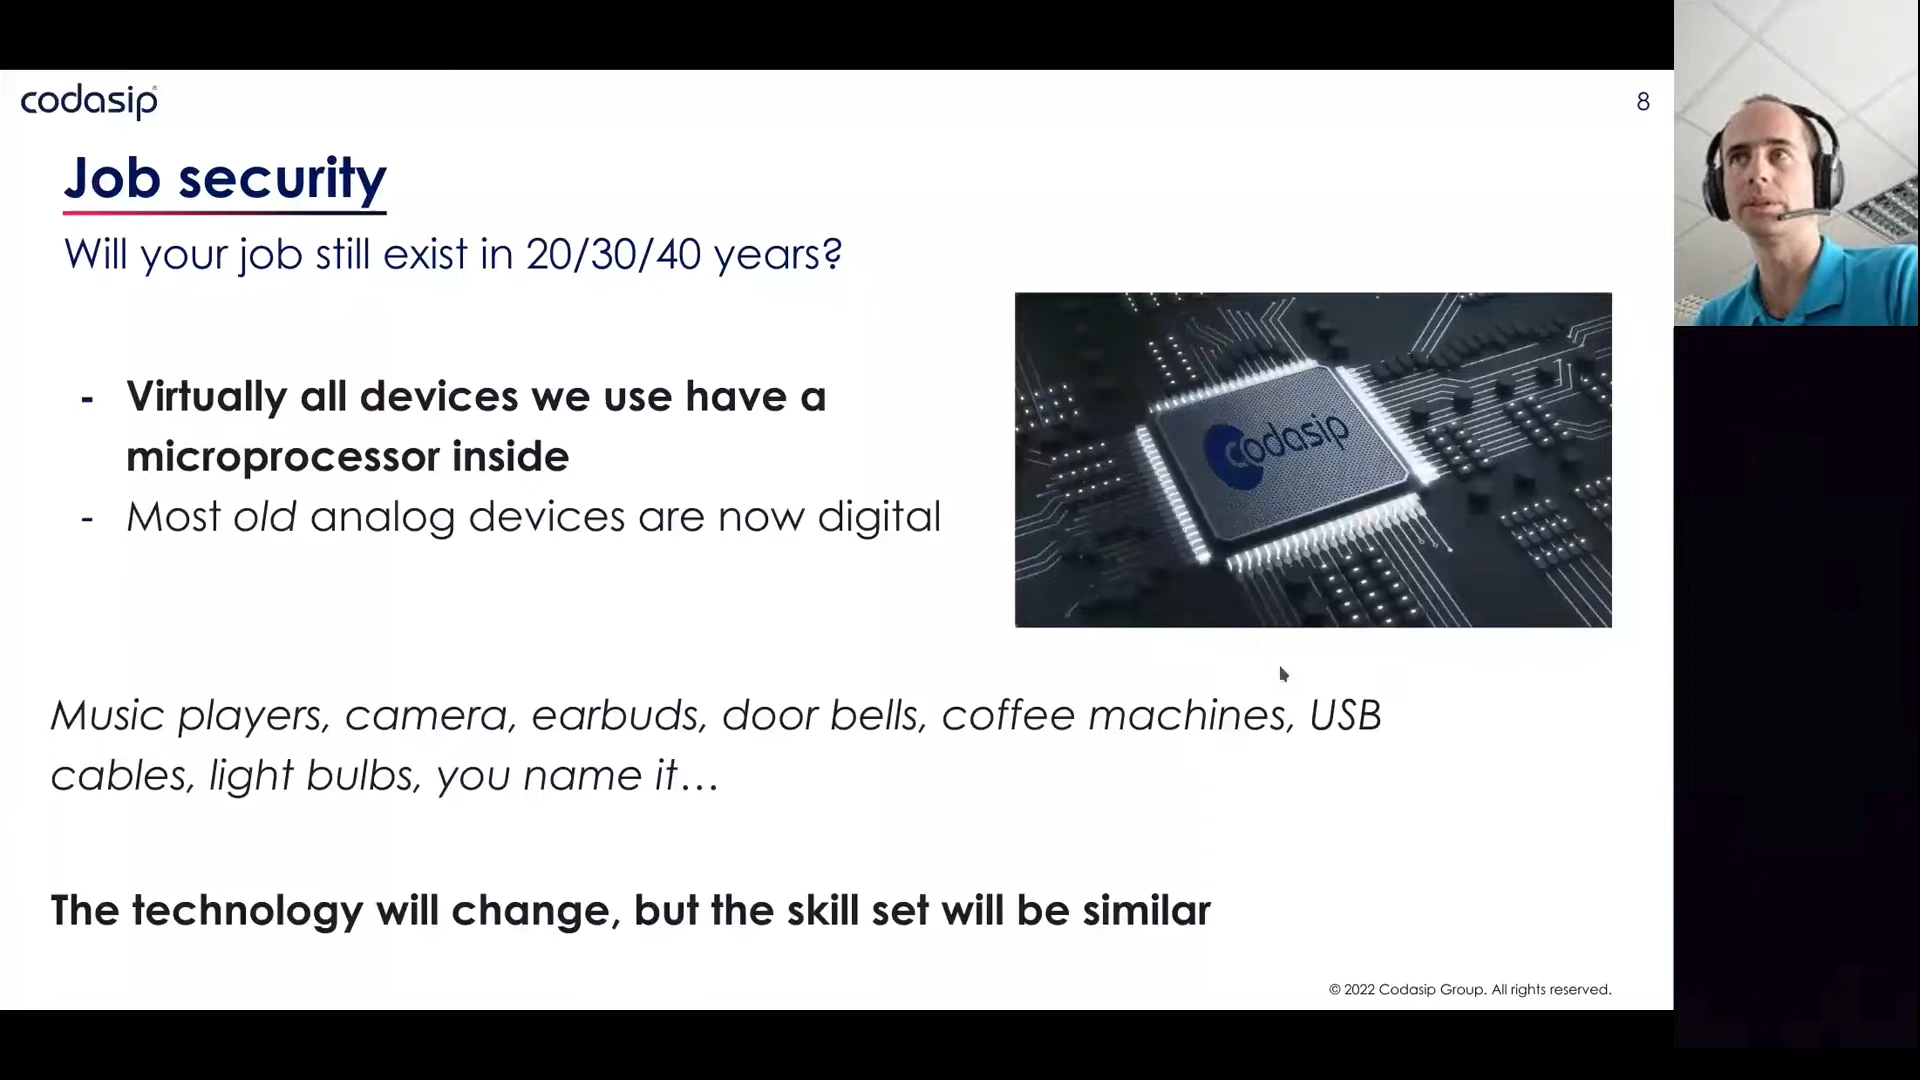 codasip
8
Job security
Will your job still exist in 20/30/40 years?
- Virtually all devices we use have a
microprocessor inside
- Most old analog devices are now digital
codasip
Music players, camera, earbuds, door bells, coffee machines, USB
cables, light bulbs, you name it…
The technology will change, but the skill set will be similar
© 2022 Codasip Group. All rights reserved.